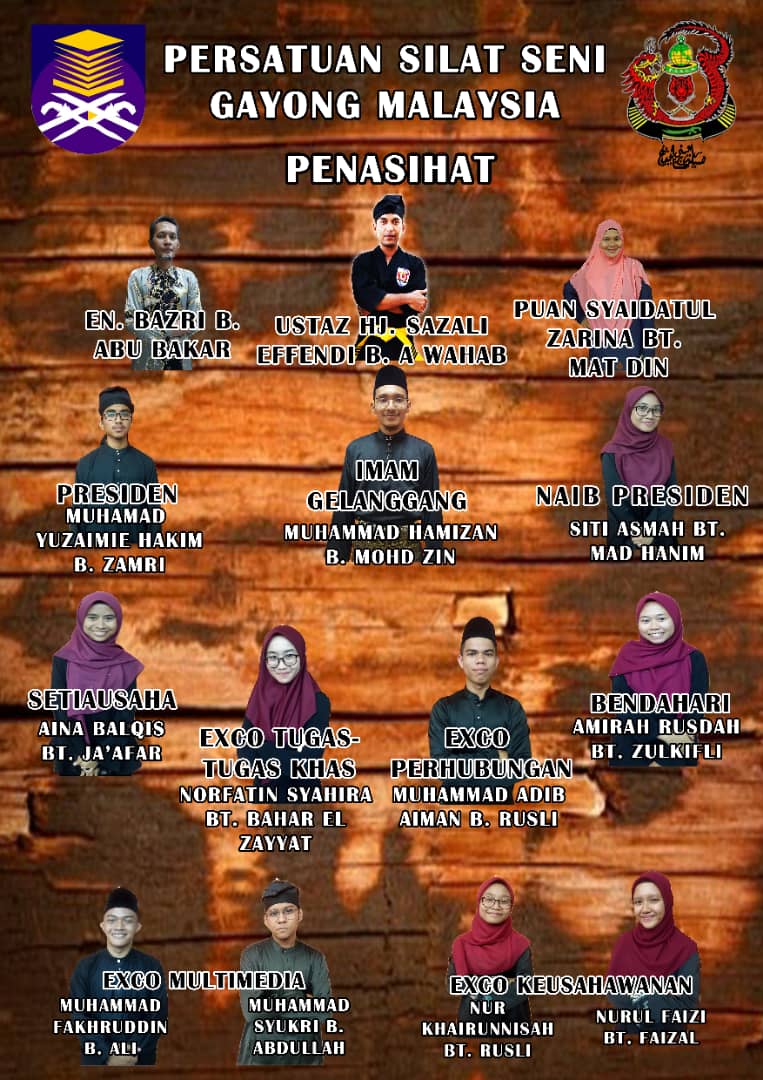 PERSATUAN SILAT SENI
GAYONG MALAYSIA
PENASIHAT
EN. BAZRI B.
ABU BAKAR
USTAZ HJ. SAZALI
EFFENDI B. A WAHAB
PUAN SYAIDATUL
ZARINA BT.
MAT DIN
PRESIDEN
MUHAMAD
YUZAIMIE HAKIM
B. ZAMRI
IMAM
GELANGGANG
MUHAMMAD HAMIZAN
B. MOHD ZIN
NAIB PRESIDEN
SITI ASMAH BT.
MAD HANIM
SETIAUSAHA
AINA BALQIS
BT. JA'AFAR
EXCO TUGAS-
TUGAS KHAS
NORFATIN SYAHIRA
BT. BAHAR EL
ZAYYAT
EXCO
PERHUBUNGAN
MUHAMMAD ADIB
AIMAN B. RUSLI
BENDAHARI
AMIRAH RUSDAH
BT. ZULKIFLI
EXCO MULTIMEDIA
MUHAMMAD
FAKHRUDDIN
B. ALI
MUHAMMAD
SYUKRI B.
ABDULLAH
EXCO KEUSAHAWANAN
NUR
KHAIRUNNISAH
BT. RUSLI
NURUL FAIZI
BT. FAIZAL